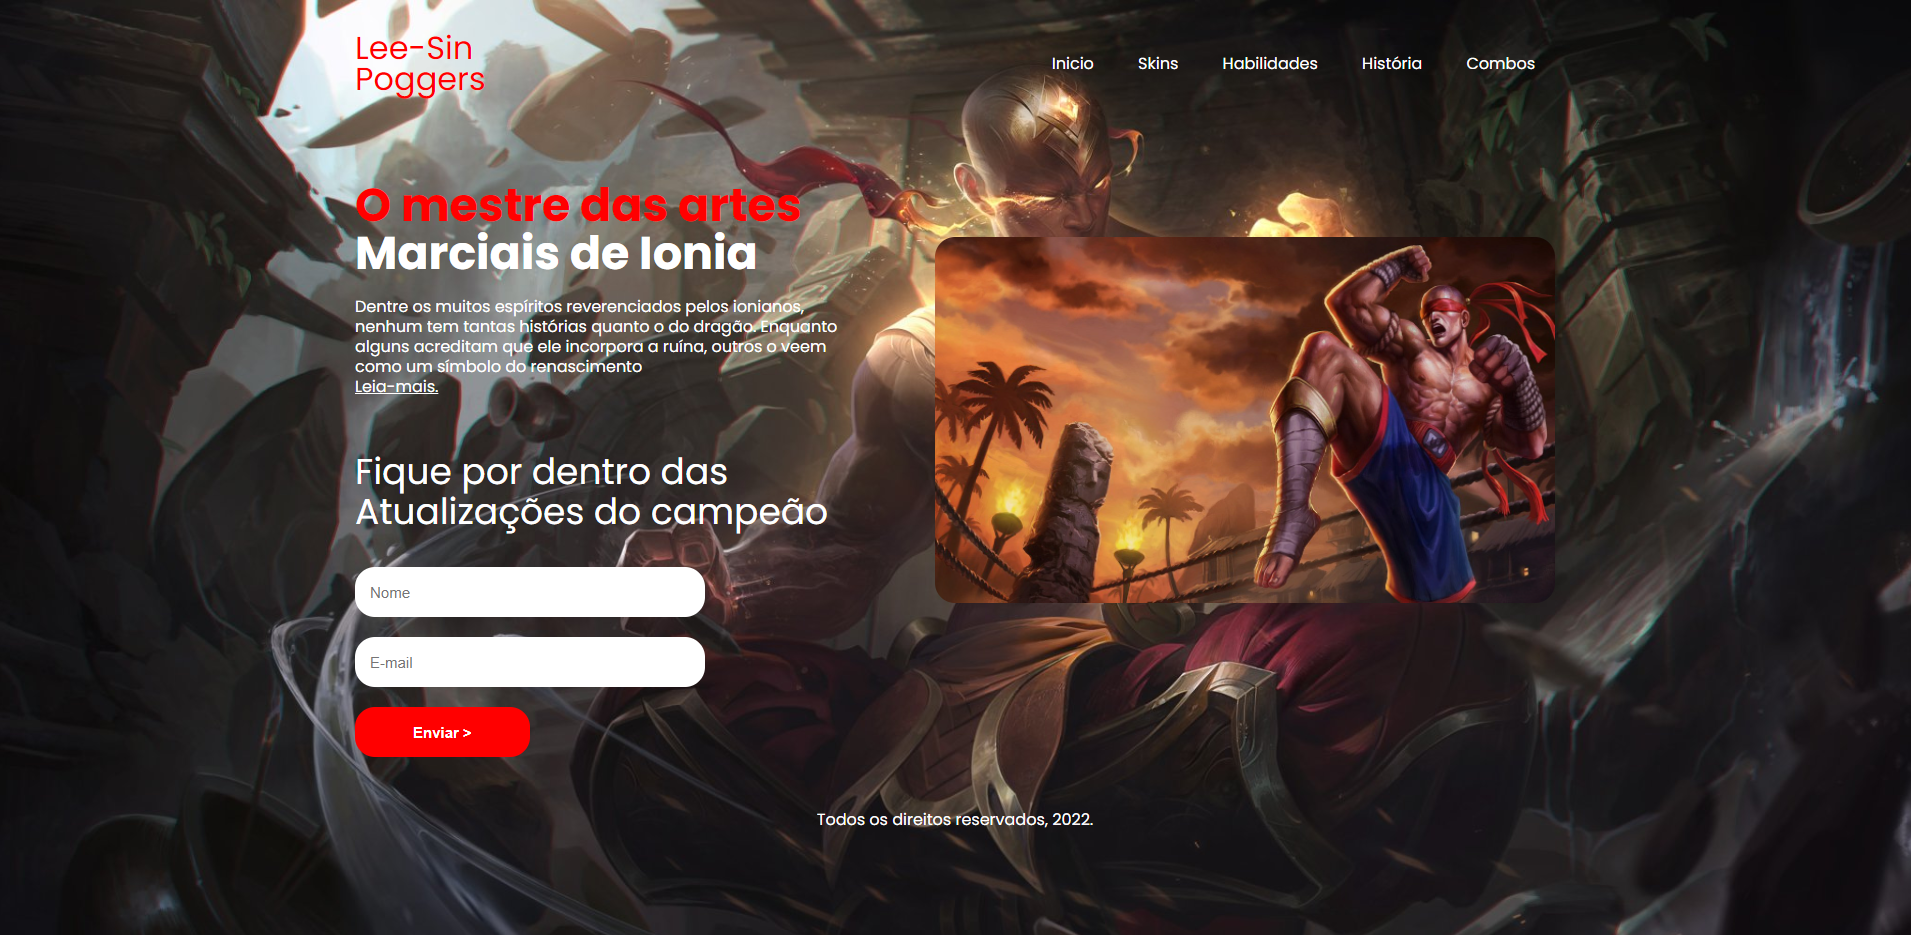 Lee-Sin
Poggers
Inicio
Skins
Habilidades
História
Combos
O mestre das artes
Marciais de Ionia
Dentre os muitos espíritos reverenciados pelos ionianos,
nenhum tem tantas histórias quanto o do dragão. Enquanto
alguns acreditam que ele incorpora a ruína, outros o veem
como um símbolo do renascimento
Leia-mais.
Fique por dentro das
Atualizações do campeão
Nome
E-mail
Enviar >
Todos os direitos reservados, 2022.